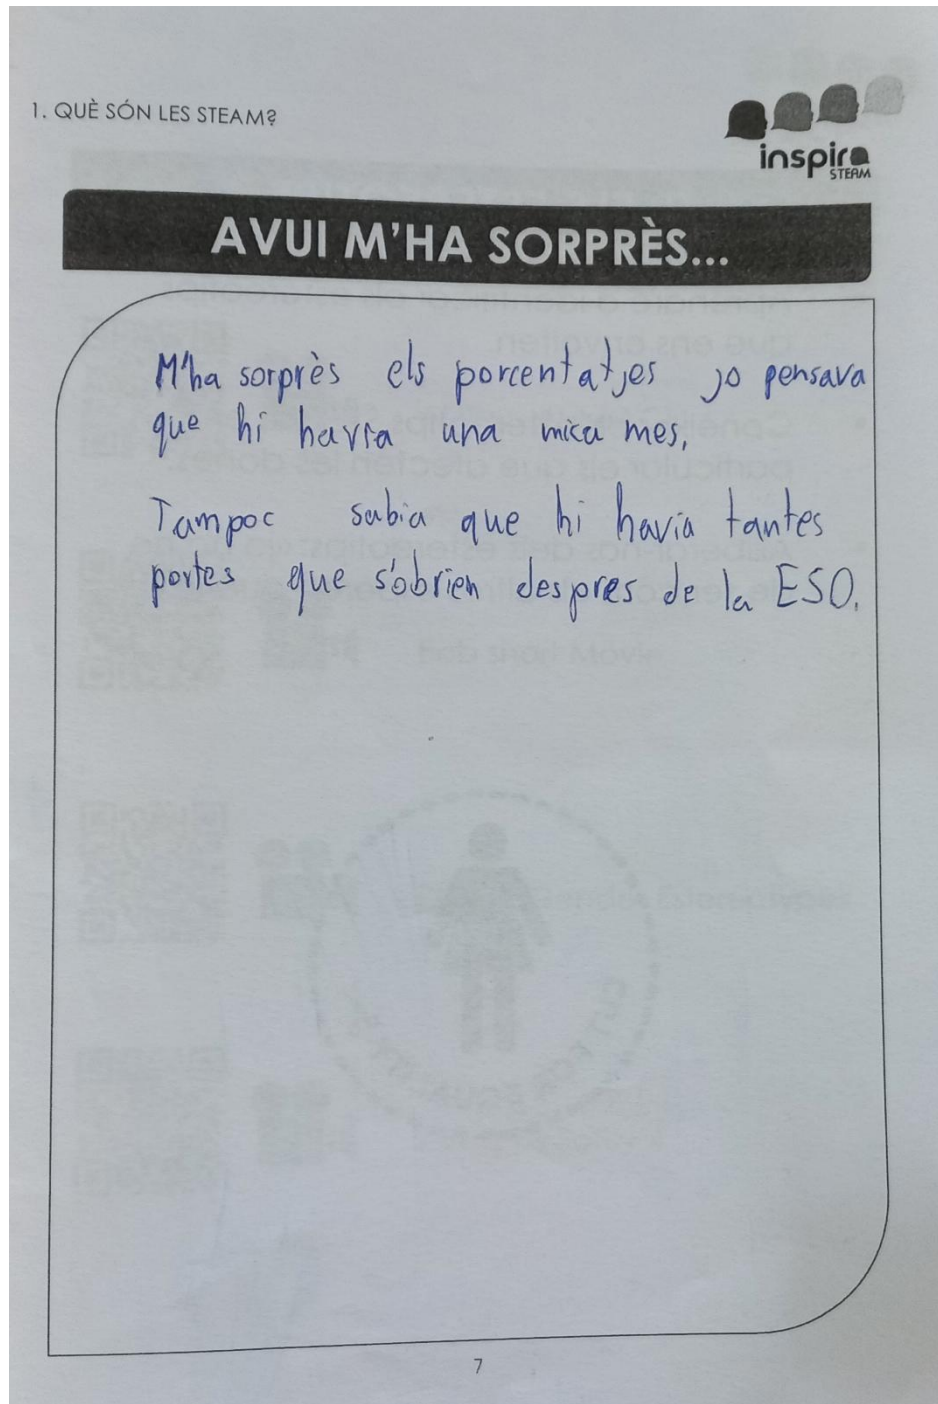 1. QUÈ SÓN LES STEAM?
inspira
STEAM
AVUI M'HA SORPRÈS...
M'ha sorprès els porcentatjes jo pensava
que hi havria una mica mes,
Tampoc sabia que hi havia tantes
portes que s'obrien despres de la ESO.
7